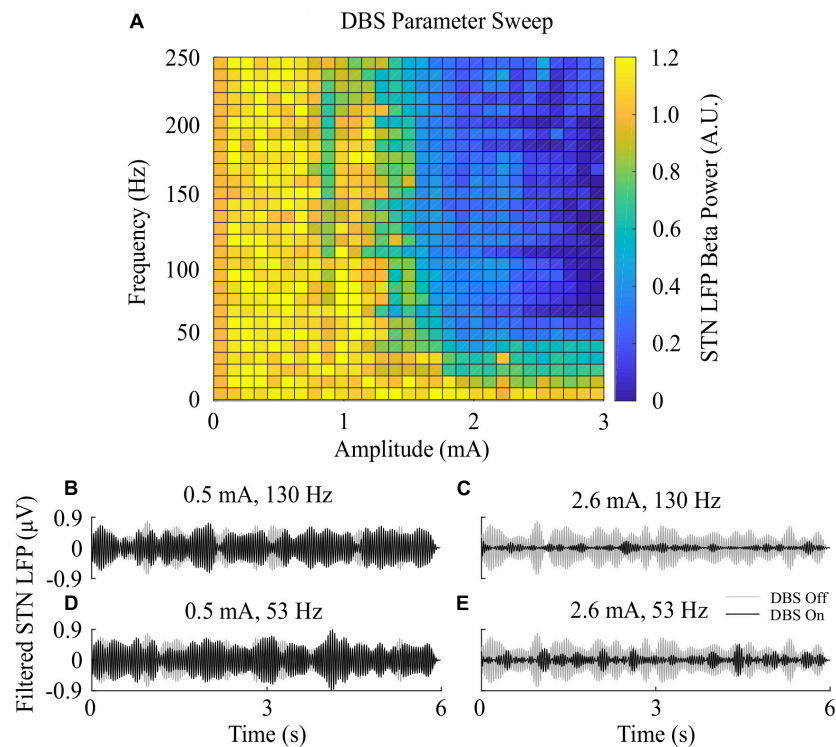 A
DBS Parameter Sweep
250
200
150
100
50
0
Frequency (Hz)
0
1
2
3
Amplitude (mA)
1.2
1.0
0.8
0.6
0.4
0.2
0
STN LFP Beta Power (A.U.)
B
0.5 mA, 130 Hz
C
2.6 mA, 130 Hz
0.9
0
-0.9
D
0.5 mA, 53 Hz
E
2.6 mA, 53 Hz
DBS Off
DBS On
0.9
0
-0.9
Filtered STN LFP (µV)
0
3
6
Time (s)
0
3
6
Time (s)